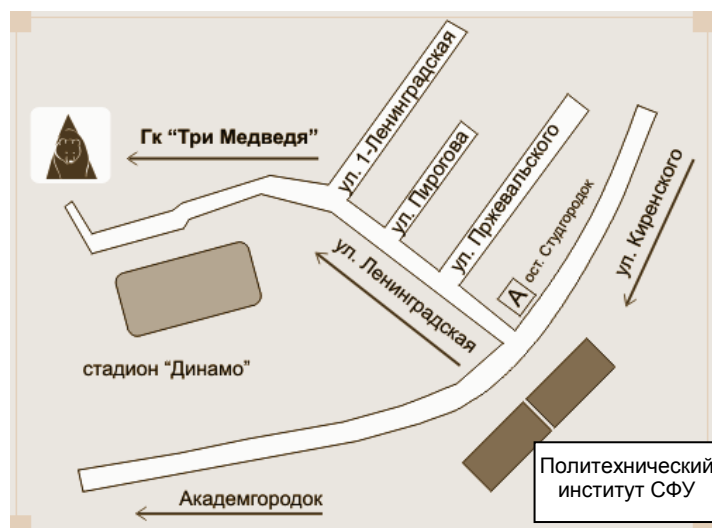 ул. 1-Ленинградская
Гк “Три Медведя”
ул. Пирогова
ул. Пржевальского
ул. Киренского
ост. Студгородок
А
ул. Ленинградская
стадион “Динамо”
Политехнический
институт СФУ
Академгородок